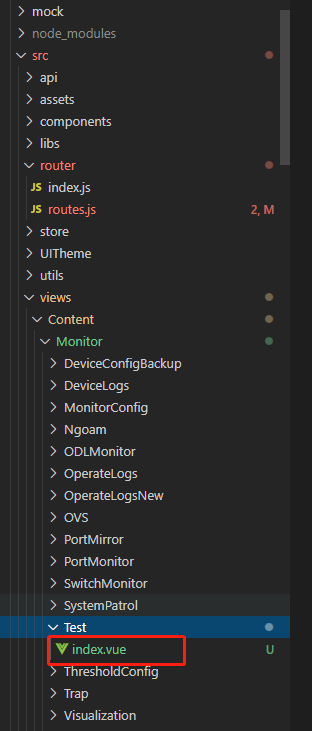 mock
node_modules
src
api
assets
components
libs
router
JS index.js
JS routes.js 2, M
store
UITheme
utils
views
Content
Monitor
DeviceConfigBackup
DeviceLogs
MonitorConfig
Ngoam
ODLMonitor
OperateLogs
OperateLogsNew
OVS
PortMirror
PortMonitor
SwitchMonitor
SystemPatrol
Test
index.vue U
ThresholdConfig
Trap
Visualization